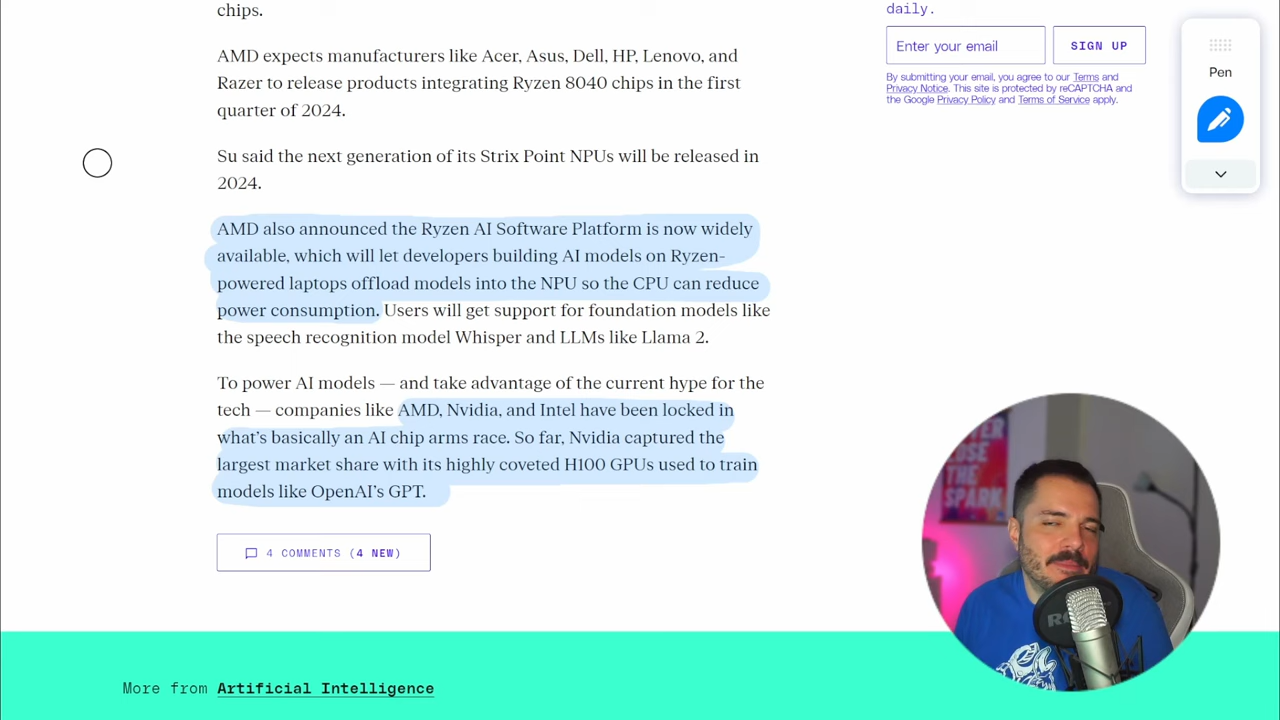 chips.
AMD expects manufacturers like Acer, Asus, Dell, HP, Lenovo, and
Razer to release products integrating Ryzen 8040 chips in the first
quarter of 2024.
Su said the next generation of its Strix Point NPUs will be released in
2024.
AMD also announced the Ryzen AI Software Platform is now widely
available, which will let developers building AI models on Ryzen-
powered laptops offload models into the NPU so the CPU can reduce
power consumption. Users will get support for foundation models like
the speech recognition model Whisper and LLMs like Llama 2.
To power AI models — and take advantage of the current hype for the
tech — companies like AMD, Nvidia, and Intel have been locked in
what’s basically an AI chip arms race. So far, Nvidia captured the
largest market share with its highly coveted H100 GPUs used to train
models like OpenAI’s GPT.
4 COMMENTS (4 NEW)
More from Artificial Intelligence
daily.
Enter your email
SIGN UP
By submitting your email, you agree to our Terms and
Privacy Notice. This site is protected by reCAPTCHA and
the Google Privacy Policy and Terms of Service apply.
Pen
THE
SPARK